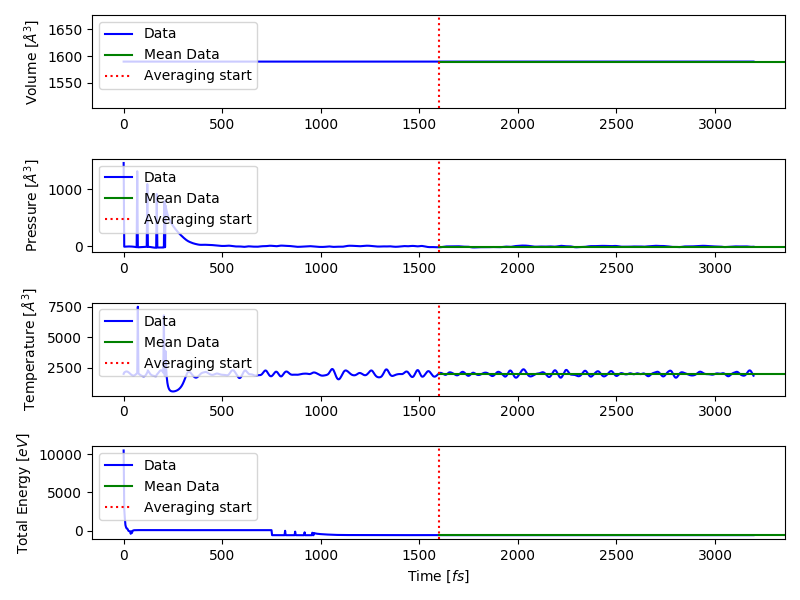 Volume [Å³]
1650
1600
1550
Data
Mean Data
Averaging start
0 500 1000 1500 2000 2500 3000
Pressure [Å³]
1000
0
Data
Mean Data
Averaging start
0 500 1000 1500 2000 2500 3000
Temperature [Å³]
7500
5000
2500
Data
Mean Data
Averaging start
0 500 1000 1500 2000 2500 3000
Total Energy [eV]
10000
5000
0
Data
Mean Data
Averaging start
0 500 1000 1500 2000 2500 3000
Time [fs]